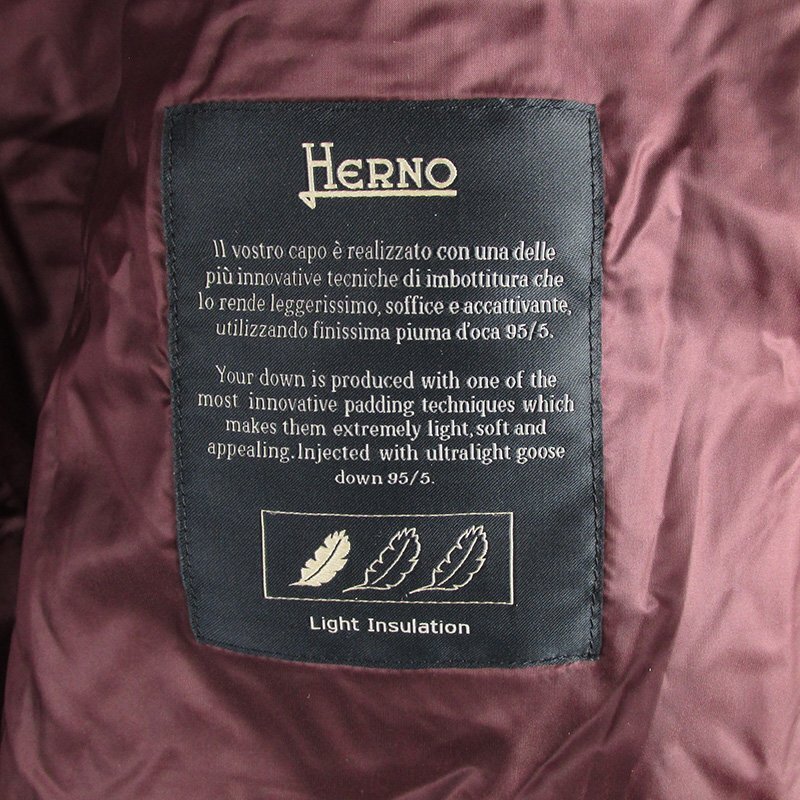 HERNO
Il vostro capo è realizzato con una delle
più innovative tecniche di imbottitura che
lo rende leggerissimo, soffice e accattivante,
utilizzando finissima piuma d'oca 95/5.
Your down is produced with one of the
most innovative padding techniques which
makes them extremely light, soft and
appealing. Injected with ultralight goose
down 95/5.
Light Insulation